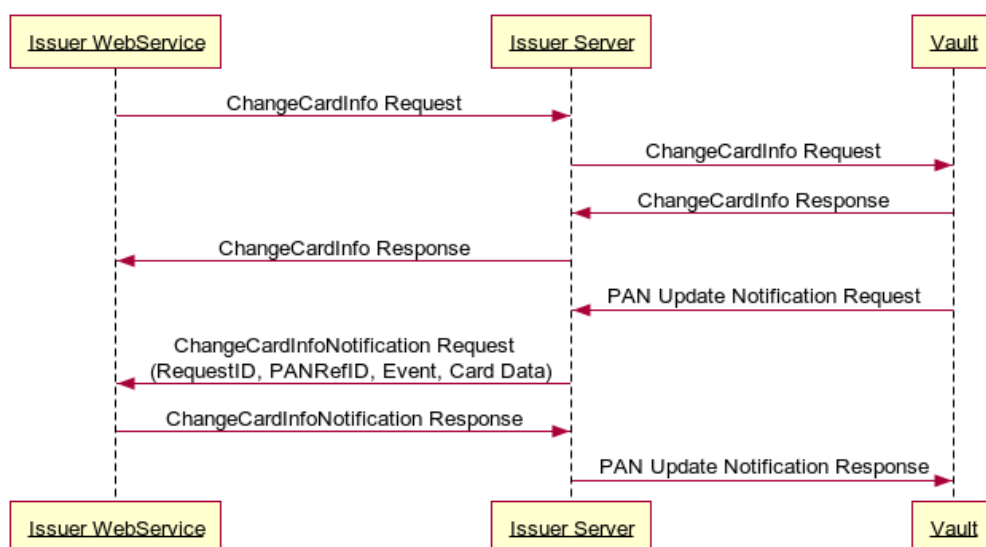 Issuer WebService
Issuer Server
Vault
ChangeCardInfo Request
ChangeCardInfo Request
ChangeCardInfo Response
ChangeCardInfo Response
PAN Update Notification Request
ChangeCardInfoNotification Request
(RequestID, PANRefID, Event, Card Data)
ChangeCardInfoNotification Response
PAN Update Notification Response
Issuer WebService
Issuer Server
Vault